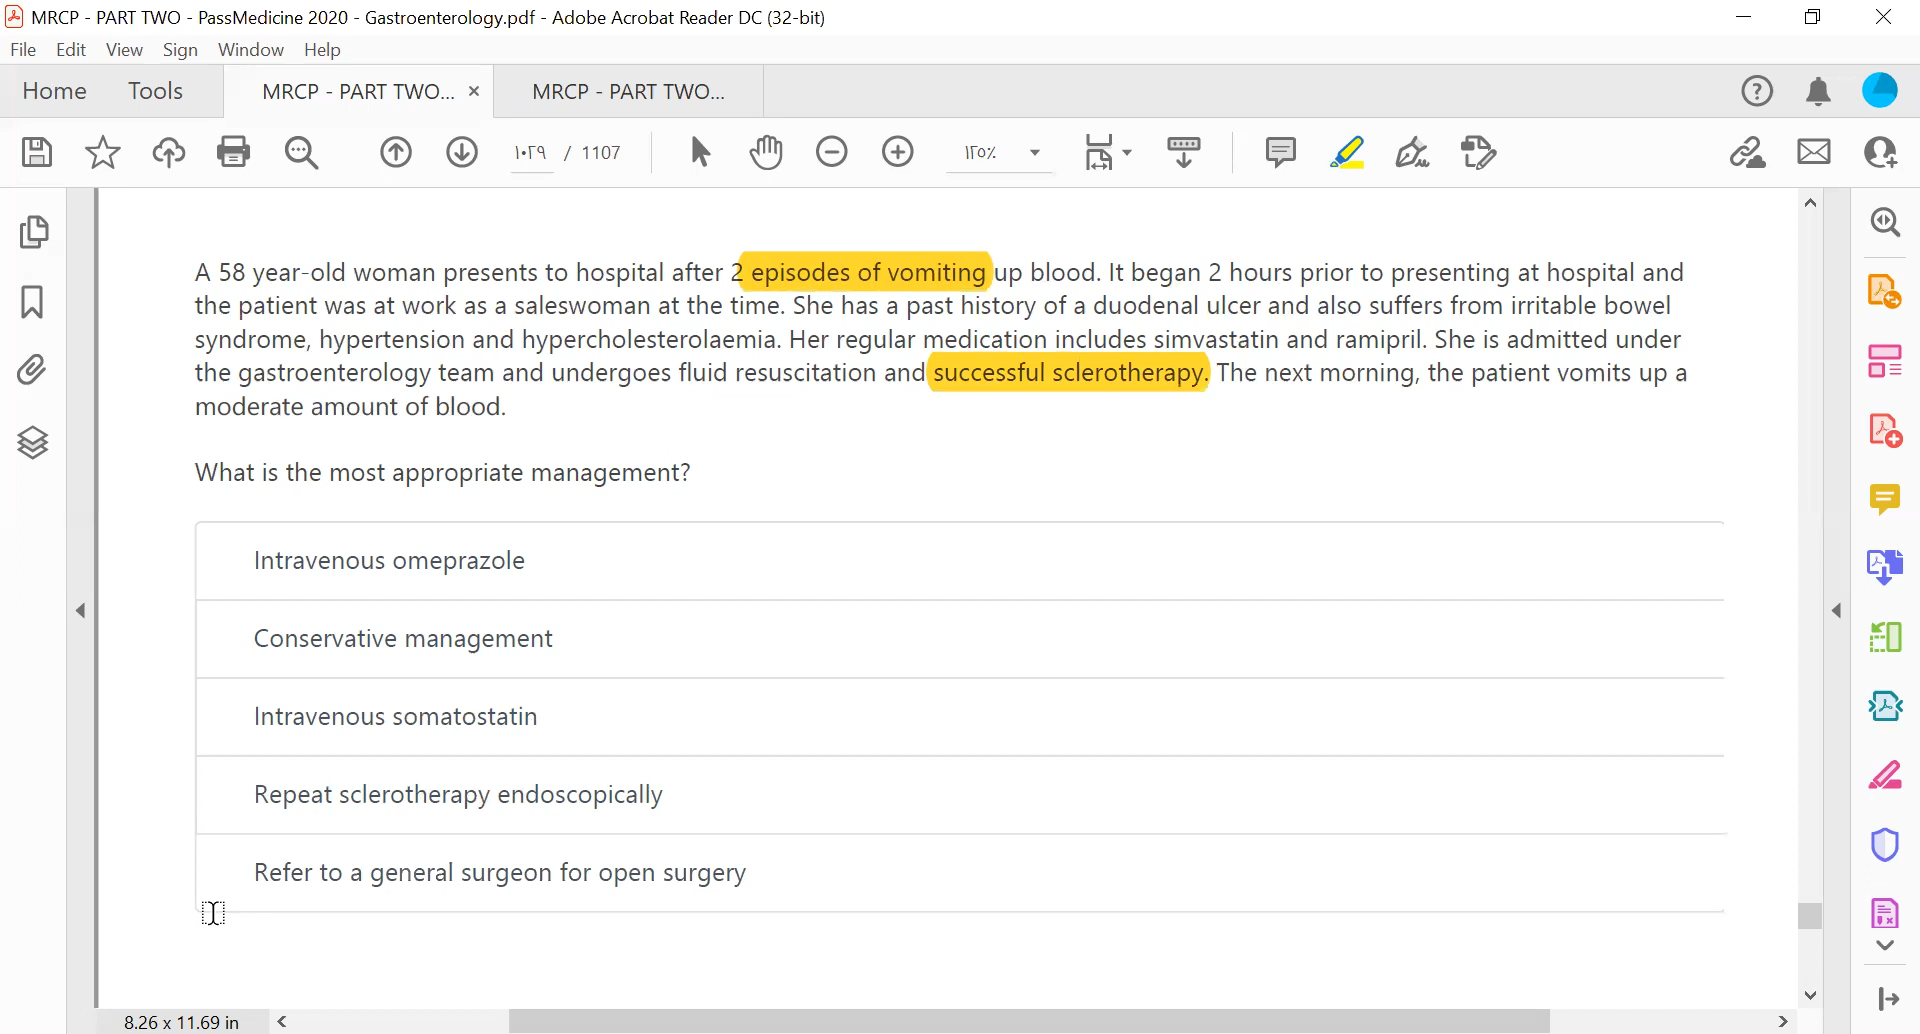 MRCP - PART TWO - PassMedicine 2020 - Gastroenterology.pdf - Adobe Acrobat Reader DC (32-bit)
File Edit View Sign Window Help
Home Tools MRCP - PART TWO... × MRCP - PART TWO...
١٠٢٩ / 1107 ١٢٥٪
A 58 year-old woman presents to hospital after 2 episodes of vomiting up blood. It began 2 hours prior to presenting at hospital and
the patient was at work as a saleswoman at the time. She has a past history of a duodenal ulcer and also suffers from irritable bowel
syndrome, hypertension and hypercholesterolaemia. Her regular medication includes simvastatin and ramipril. She is admitted under
the gastroenterology team and undergoes fluid resuscitation and successful sclerotherapy. The next morning, the patient vomits up a
moderate amount of blood.
What is the most appropriate management?
Intravenous omeprazole
Conservative management
Intravenous somatostatin
Repeat sclerotherapy endoscopically
Refer to a general surgeon for open surgery
8.26 x 11.69 in